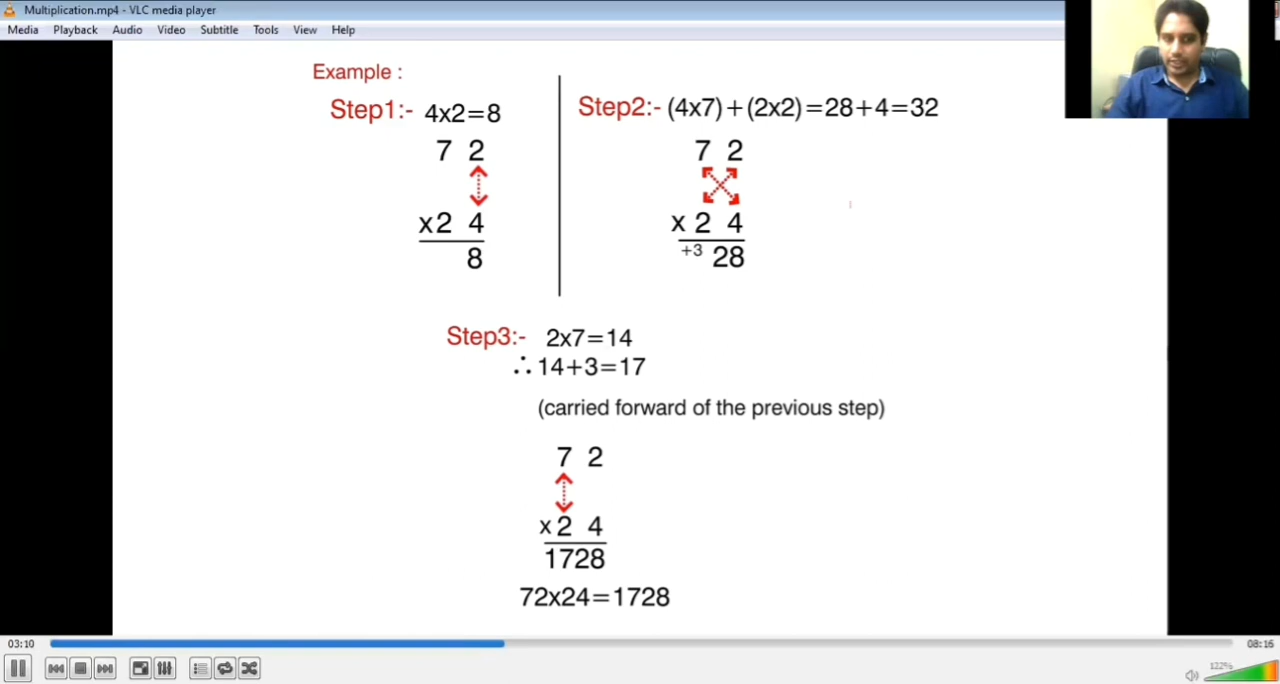 Multiplication.mp4 - VLC media player
Media Playback Audio Video Subtitle Tools View Help
Example :
Step1:- 4x2=8
7 2
x2 4
8
Step2:- (4x7)+(2x2)=28+4=32
7 2
x 2 4
+3 28
Step3:- 2x7=14
∴14+3=17
(carried forward of the previous step)
7 2
x2 4
1728
72x24=1728
03:10
08:16
122%